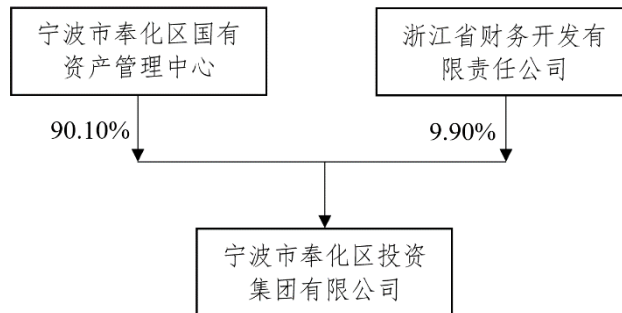 宁波市奉化区国有
资产管理中心
浙江省财务开发有
限责任公司
90.10%
9.90%
宁波市奉化区投资
集团有限公司